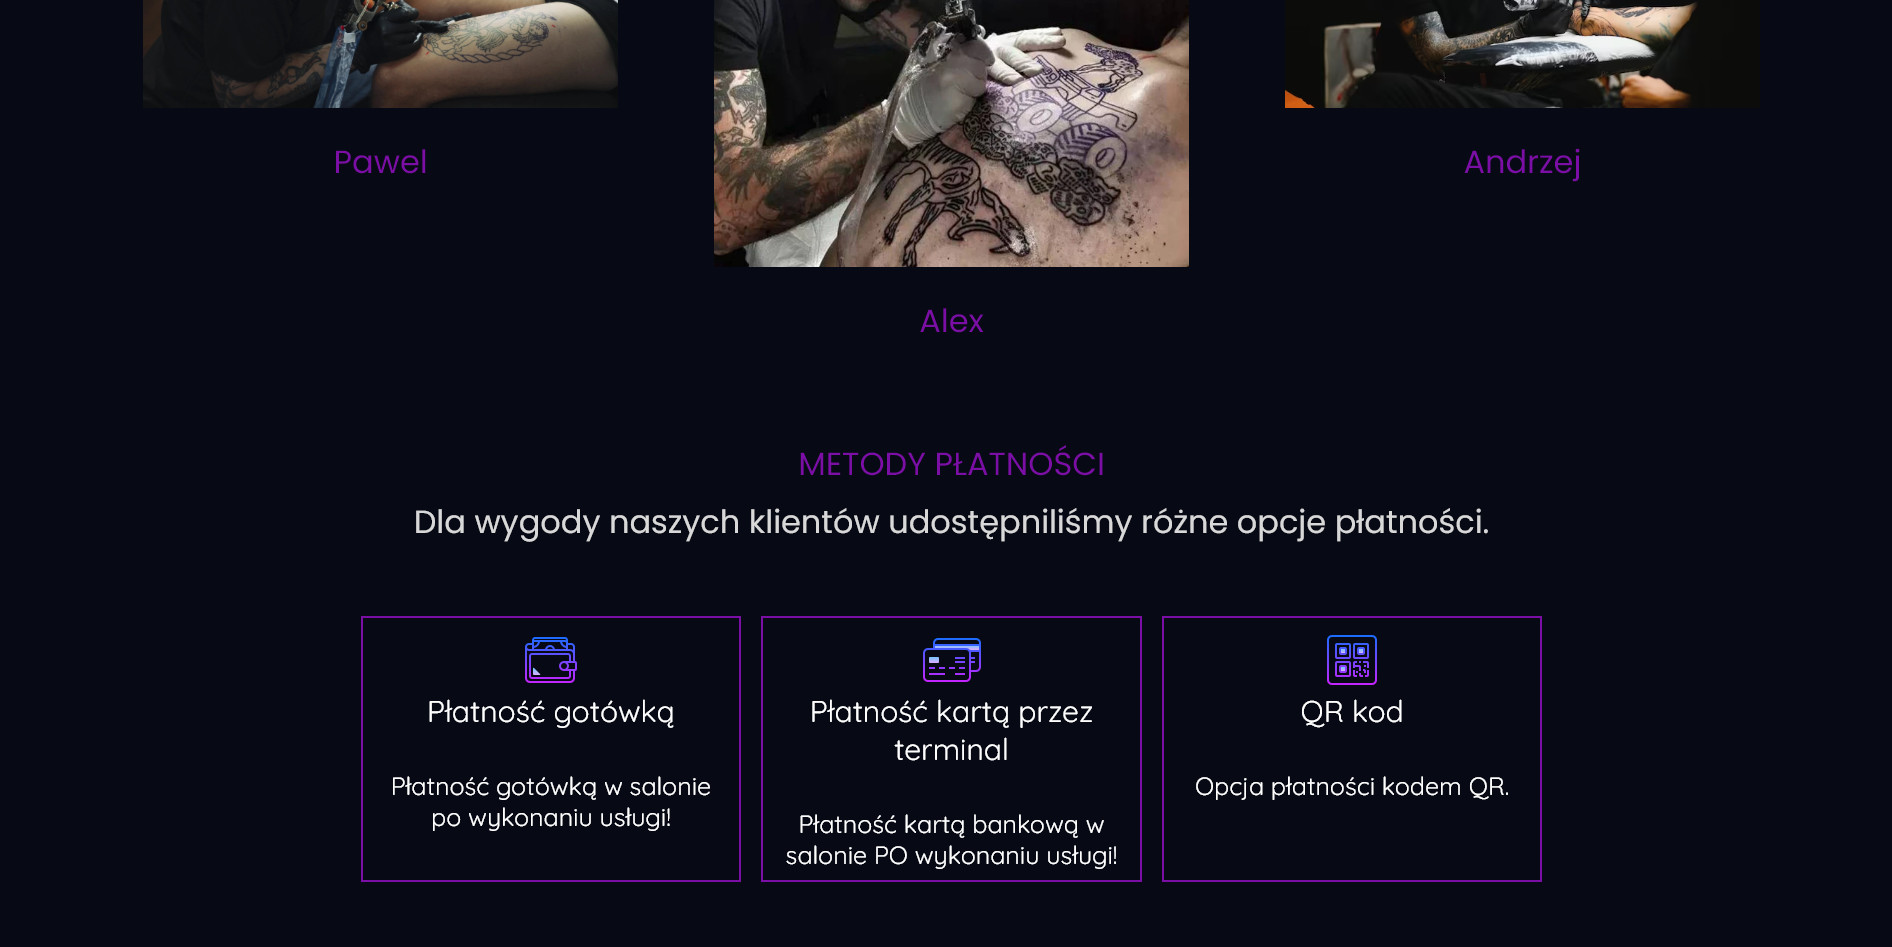 Pawel
Andrzej
Alex
METODY PŁATNOŚCI
Dla wygody naszych klientów udostępniliśmy różne opcje płatności.
Płatność gotówką
Płatność gotówką w salonie
po wykonaniu usługi!
Płatność kartą przez
terminal
Płatność kartą bankową w
salonie PO wykonaniu usługi!
QR kod
Opcja płatności kodem QR.